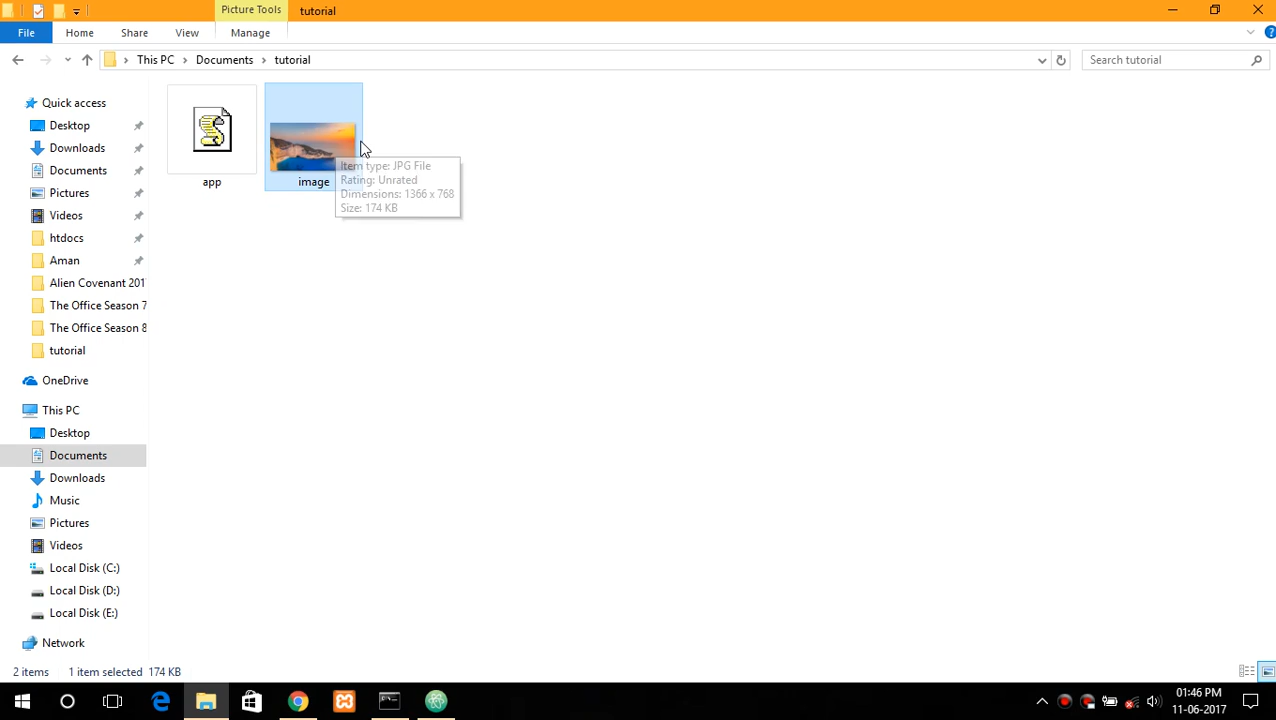 Picture Tools
tutorial
File
Home
Share
View
Manage
This PC
Documents
tutorial
Search tutorial
Quick access
Desktop
Downloads
Documents
Pictures
Videos
htdocs
Aman
Alien Covenant 201
The Office Season 7
The Office Season 8
tutorial
OneDrive
This PC
Desktop
Documents
Downloads
Music
Pictures
Videos
Local Disk (C:)
Local Disk (D:)
Local Disk (E:)
Network
app
image
Item type: JPG File
Rating: Unrated
Dimensions: 1366 x 768
Size: 174 KB
2 items
1 item selected 174 KB
01:46 PM
11-06-2017